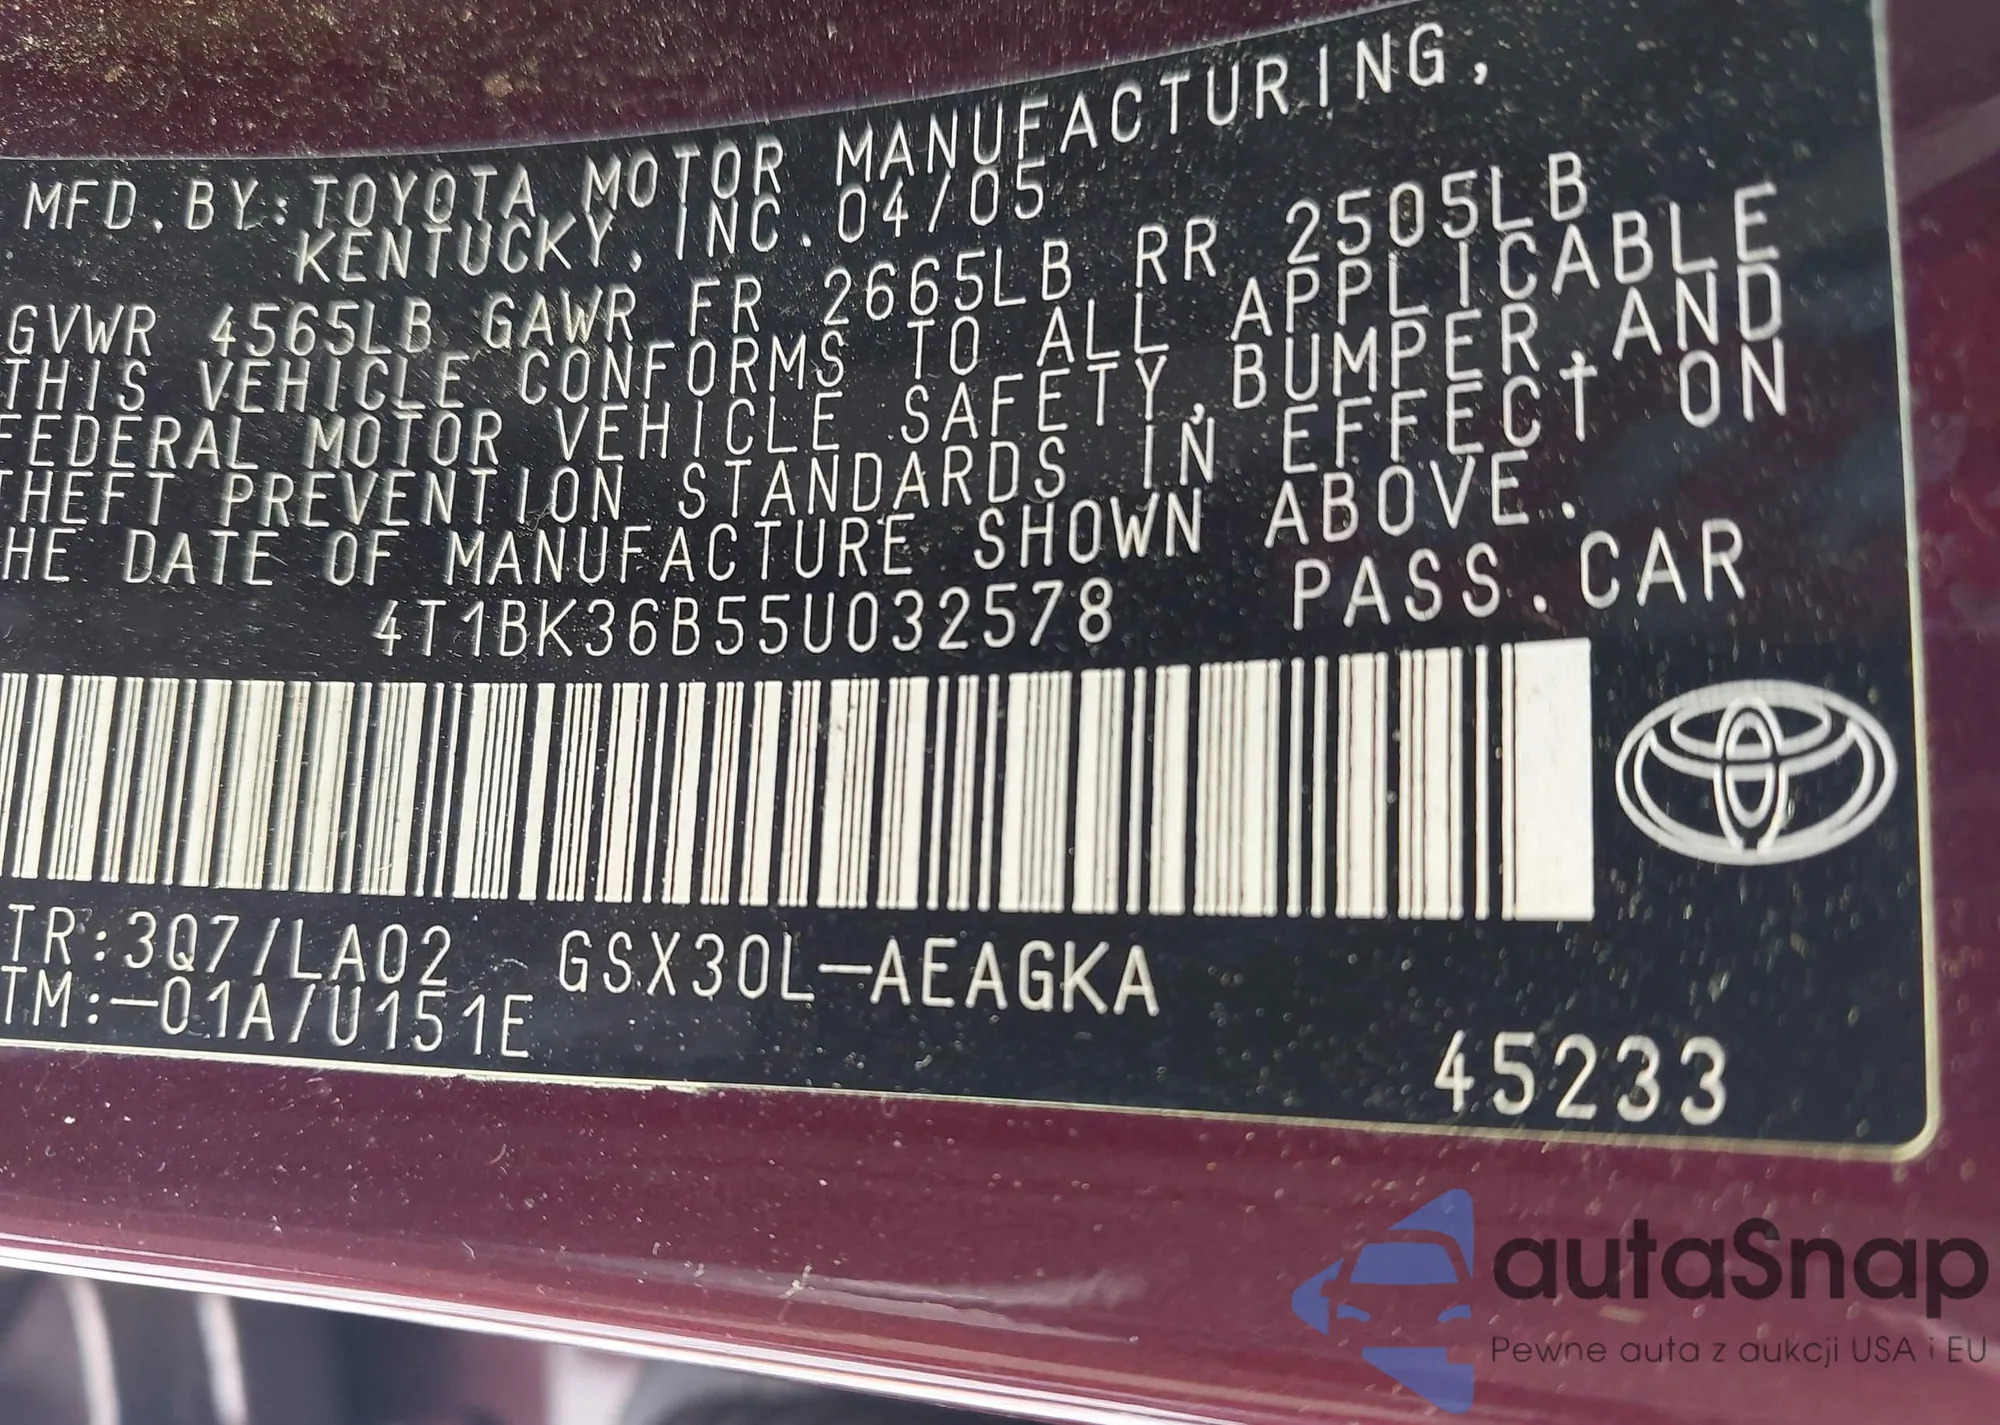 MFD.BY:TOYOTA MOTOR MANUFACTURING,
KENTUCKY, INC. 04/05
GVWR 4565LB GAWR FR 2665LB RR 2505LB
THIS VEHICLE CONFORMS TO ALL APPLICABLE
FEDERAL MOTOR VEHICLE SAFETY,BUMPER,AND
THEFT PREVENTION STANDARDS IN EFFECT ON
HE DATE OF MANUFACTURE SHOWN ABOVE.
4T1BK36B55U032578 PASS.CAR
TR:3Q7/LA02 GSX30L-AEAGKA
TM:-01A/U151E
45233
autaSnap
Pewne auta z aukcji USA i EU